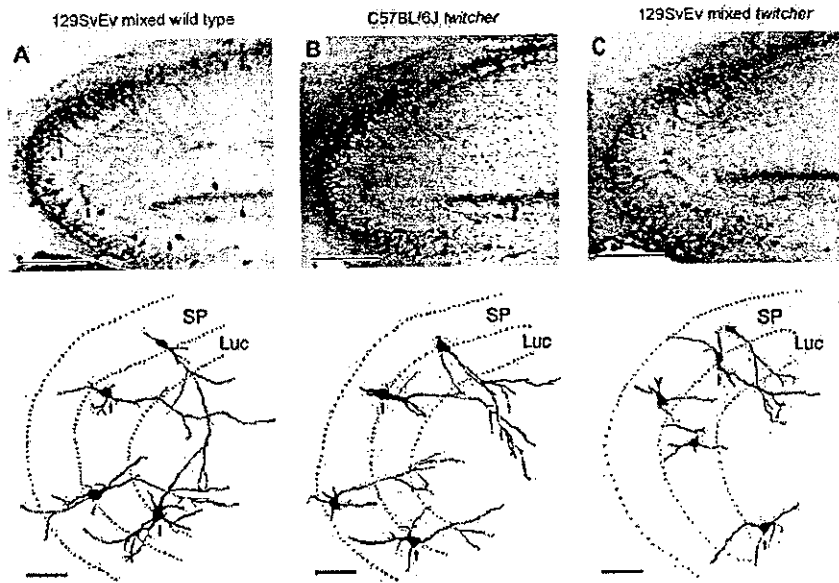 129SvEv mixed wild type
C57BL/6J twitcher
129SvEv mixed twitcher
A
B
C
SP
Luc
SP
Luc
SP
Luc